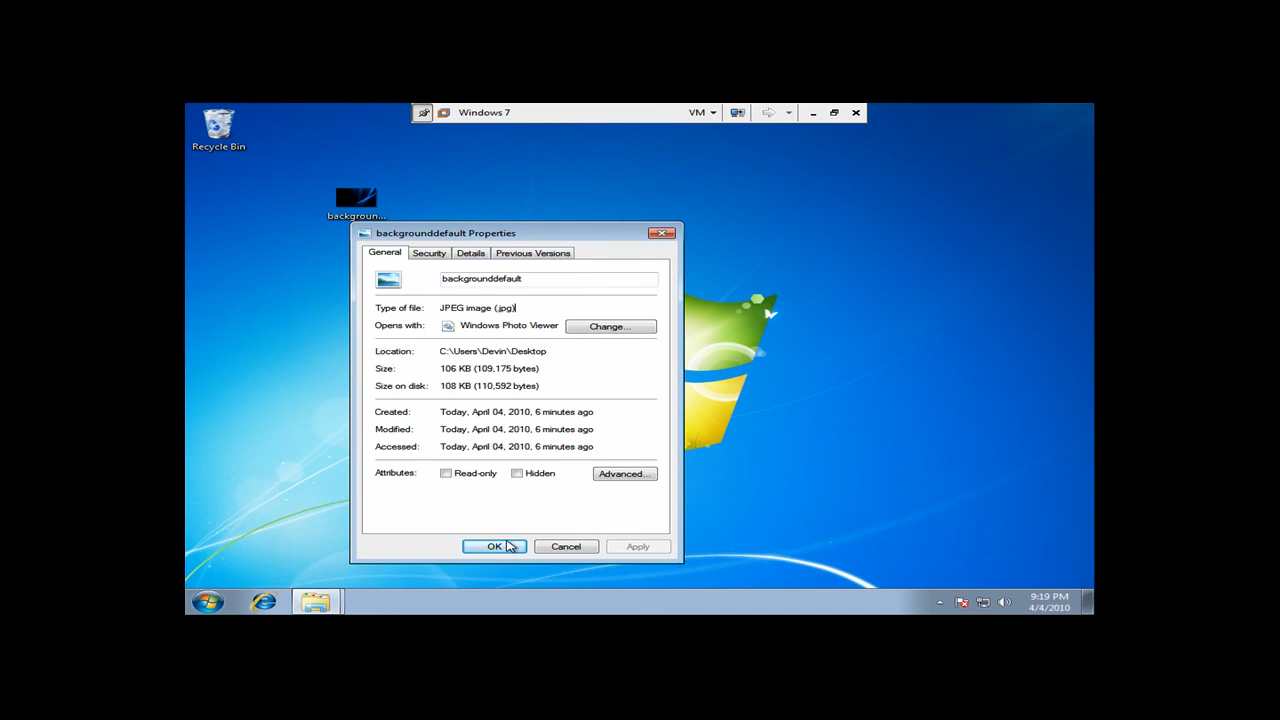 Windows 7
VM
Recycle Bin
backgroun...
backgrounddefault Properties
General Security Details Previous Versions
backgrounddefault
Type of file: JPEG image (.jpg)
Opens with: Windows Photo Viewer Change...
Location: C:\Users\Devin\Desktop
Size: 106 KB (109,175 bytes)
Size on disk: 108 KB (110,592 bytes)
Created: Today, April 04, 2010, 6 minutes ago
Modified: Today, April 04, 2010, 6 minutes ago
Accessed: Today, April 04, 2010, 6 minutes ago
Attributes: Read-only Hidden Advanced...
OK Cancel Apply
9:19 PM
4/4/2010